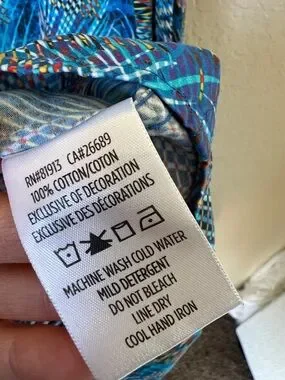 RN#81913 CA#26689
100% COTTON/COTON
EXCLUSIVE OF DECORATION
EXCLUSIVE DES DÉCORATIONS
MACHINE WASH COLD WATER
MILD DETERGENT
DO NOT BLEACH
LINE DRY
COOL HAND IRON